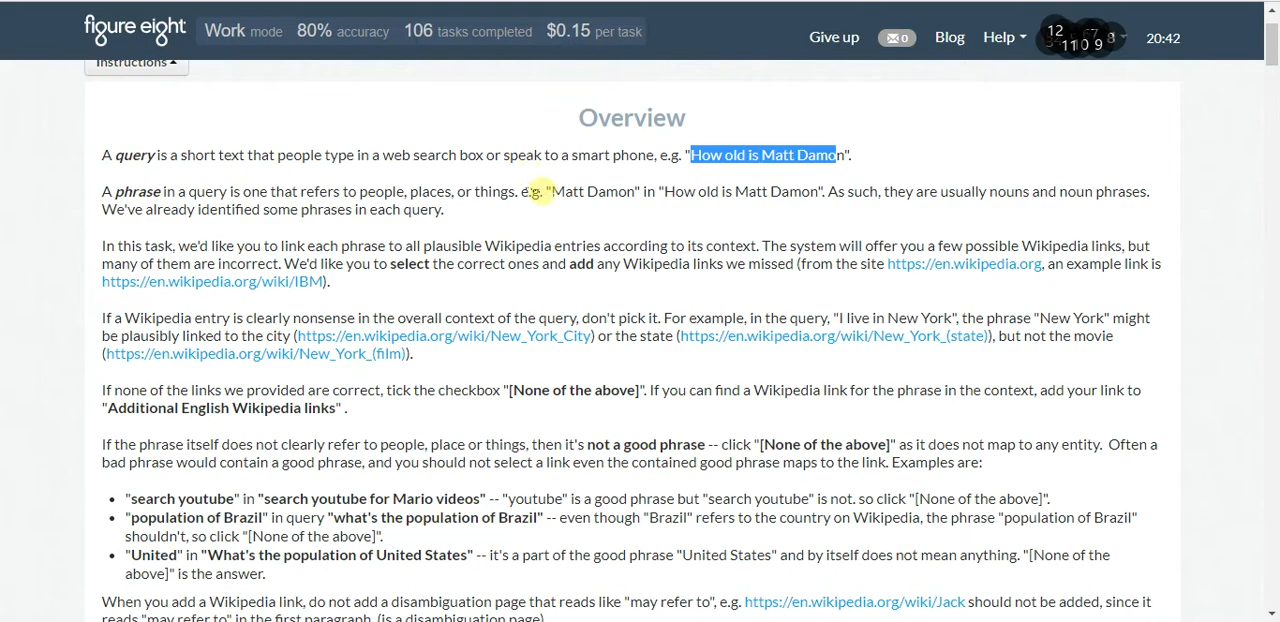 figure eight Work mode 80% accuracy 106 tasks completed $0.15 per task Give up 0 Blog Help 12 11 10 9 8 20:42
Instructions
Overview
A query is a short text that people type in a web search box or speak to a smart phone, e.g. "How old is Matt Damon".
A phrase in a query is one that refers to people, places, or things. e.g. "Matt Damon" in "How old is Matt Damon". As such, they are usually nouns and noun phrases.
We've already identified some phrases in each query.
In this task, we'd like you to link each phrase to all plausible Wikipedia entries according to its context. The system will offer you a few possible Wikipedia links, but
many of them are incorrect. We'd like you to select the correct ones and add any Wikipedia links we missed (from the site https://en.wikipedia.org, an example link is
https://en.wikipedia.org/wiki/IBM).
If a Wikipedia entry is clearly nonsense in the overall context of the query, don't pick it. For example, in the query, "I live in New York", the phrase "New York" might
be plausibly linked to the city (https://en.wikipedia.org/wiki/New_York_City) or the state (https://en.wikipedia.org/wiki/New_York_(state)), but not the movie
(https://en.wikipedia.org/wiki/New_York_(film)).
If none of the links we provided are correct, tick the checkbox "[None of the above]". If you can find a Wikipedia link for the phrase in the context, add your link to
"Additional English Wikipedia links" .
If the phrase itself does not clearly refer to people, place or things, then it's not a good phrase -- click "[None of the above]" as it does not map to any entity. Often a
bad phrase would contain a good phrase, and you should not select a link even the contained good phrase maps to the link. Examples are:
• "search youtube" in "search youtube for Mario videos" -- "youtube" is a good phrase but "search youtube" is not. so click "[None of the above]".
• "population of Brazil" in query "what's the population of Brazil" -- even though "Brazil" refers to the country on Wikipedia, the phrase "population of Brazil"
shouldn't, so click "[None of the above]".
• "United" in "What's the population of United States" -- it's a part of the good phrase "United States" and by itself does not mean anything. "[None of the
above]" is the answer.
When you add a Wikipedia link, do not add a disambiguation page that reads like "may refer to", e.g. https://en.wikipedia.org/wiki/Jack should not be added, since it
reads "may refer to" in the first paragraph. (is a disambiguation page)